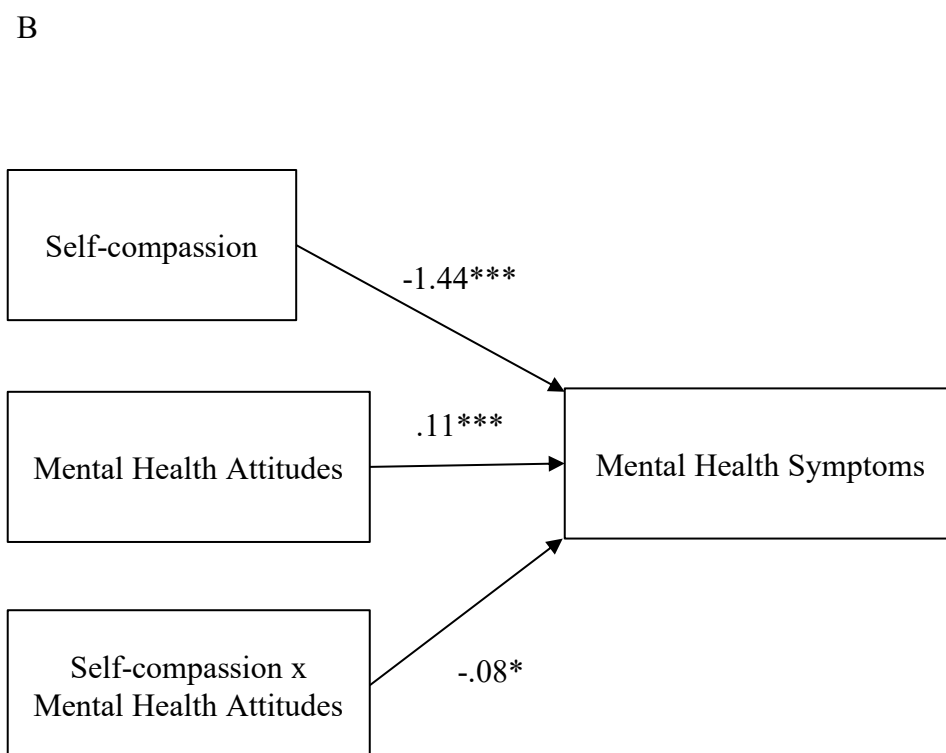 B
Self-compassion
-1.44***
.11***
Mental Health Attitudes
Mental Health Symptoms
Self-compassion x
Mental Health Attitudes
-.08*